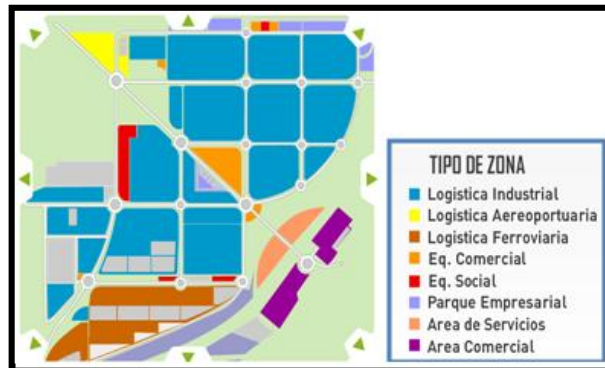 TIPO DE ZONA
Logistica Industrial
Logistica Aereoportuaria
Logistica Ferroviaria
Eq. Comercial
Eq. Social
Parque Empresarial
Area de Servicios
Area Comercial